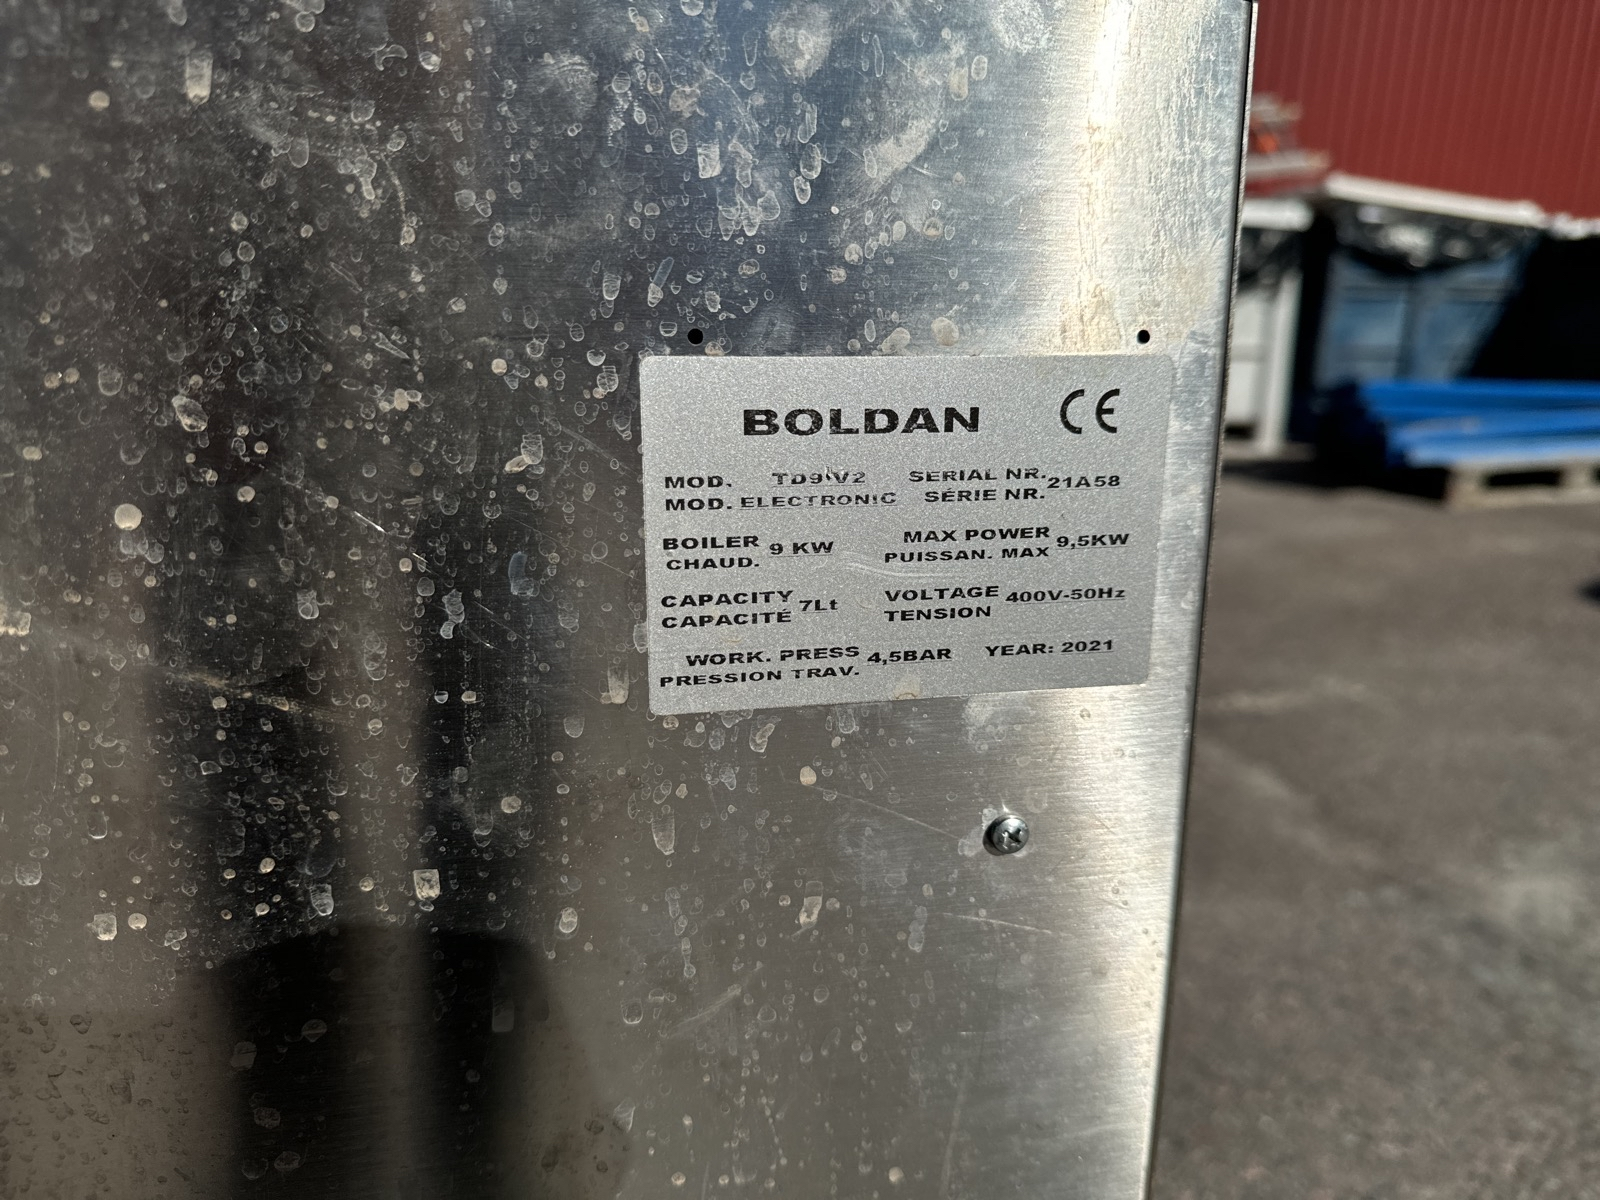 BOLDAN CE
MOD. TD9 V2 SERIAL NR. 21A58
MOD. ELECTRONIC SÉRIE NR.
BOILER 9 KW MAX POWER 9,5KW
CHAUD. PUISSAN. MAX
CAPACITY 7Lt VOLTAGE 400V-50Hz
CAPACITÉ TENSION
WORK. PRESS 4,5BAR YEAR: 2021
PRESSION TRAV.